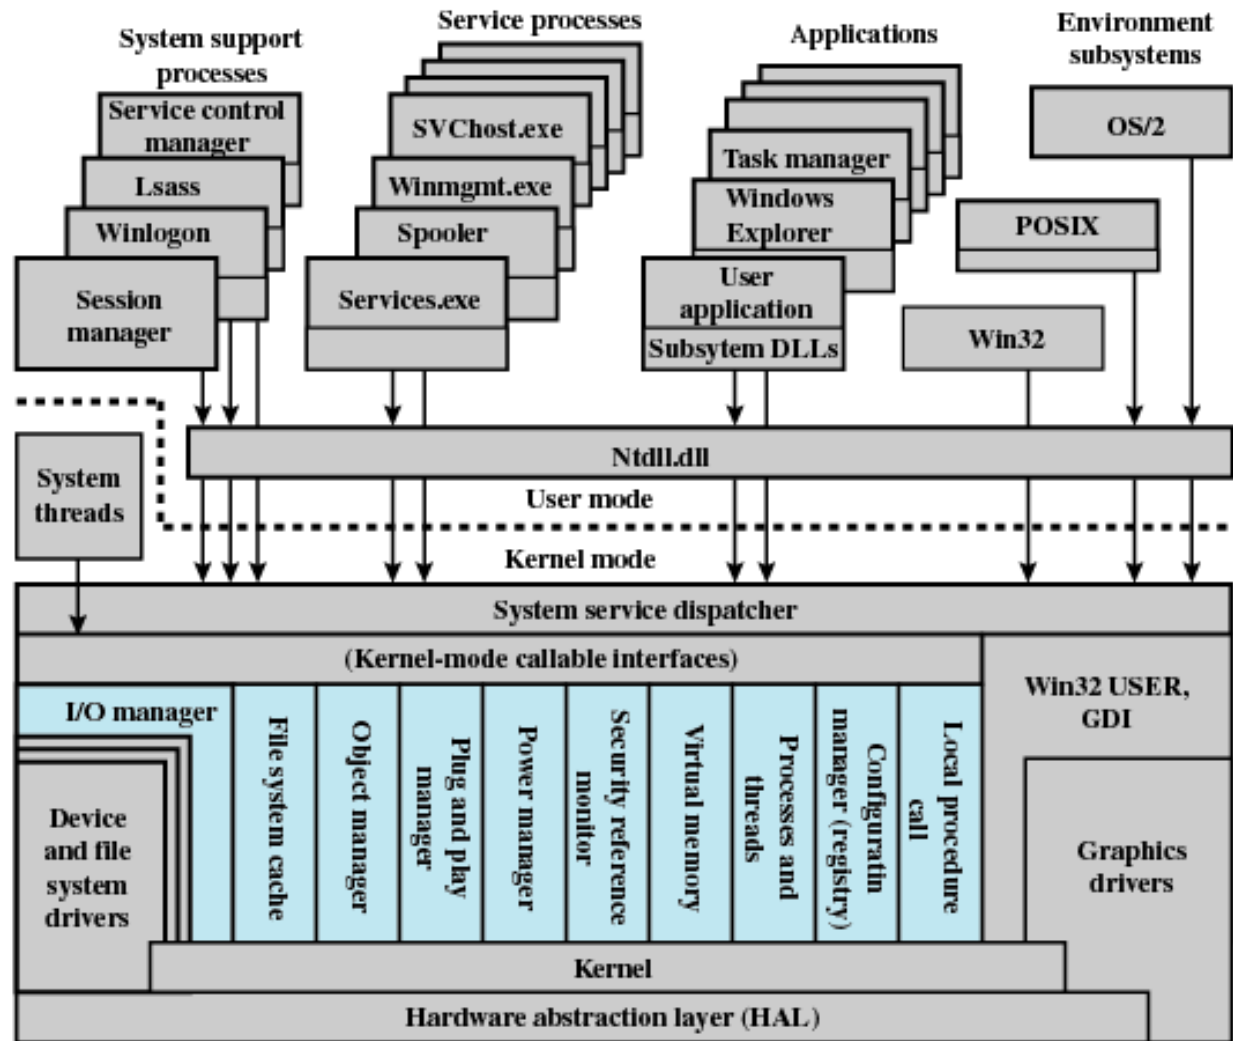 System support
processes
Service processes
Applications
Environment
subsystems
Service control
manager
Lsass
Winlogon
Session
manager
SVChost.exe
Winmgmt.exe
Spooler
Services.exe
Task manager
Windows
Explorer
User
application
Subsytem DLLs
OS/2
POSIX
Win32
System
threads
Ntdll.dll
User mode
Kernel mode
System service dispatcher
(Kernel-mode callable interfaces)
Win32 USER,
GDI
I/O manager
Device
and file
system
drivers
File system cache
Object manager
Plug and play
manager
Power manager
Security reference
monitor
Virtual memory
Processes and
threads
Configuratin
manager (registry)
Local procedure
call
Graphics
drivers
Kernel
Hardware abstraction layer (HAL)